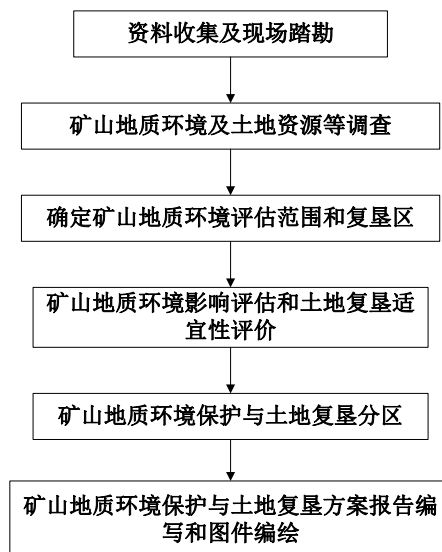 资料收集及现场踏勘
矿山地质环境及土地资源等调查
确定矿山地质环境评估范围和复垦区
矿山地质环境影响评估和土地复垦适
宜性评价
矿山地质环境保护与土地复垦分区
矿山地质环境保护与土地复垦方案报告编
写和图件编绘